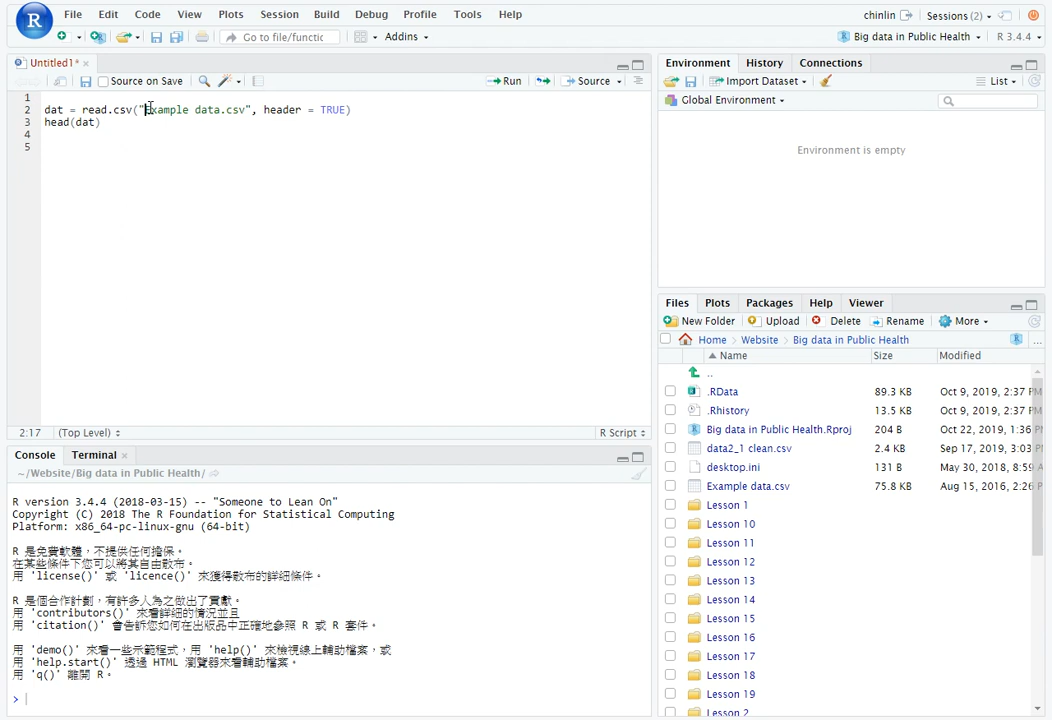 R File Edit Code View Plots Session Build Debug Profile Tools Help chinlin Sessions (2)
Go to file/functic Addins Big data in Public Health R 3.4.4
Untitled1*
Source on Save Run Source
1
2 dat = read.csv("Example data.csv", header = TRUE)
3 head(dat)
4
5
2:17 (Top Level) R Script
Console Terminal
~/Website/Big data in Public Health/
R version 3.4.4 (2018-03-15) -- "Someone to Lean On"
Copyright (C) 2018 The R Foundation for Statistical Computing
Platform: x86_64-pc-linux-gnu (64-bit)
R 是免費軟體，不提供任何擔保。
在某些條件下您可以將其自由散布。
用 'license()' 或 'licence()' 來獲得散布的詳細條件。
R 是個合作計劃，有許多人為之做出了貢獻。
用 'contributors()' 來看詳細的情況並且
用 'citation()' 會告訴您如何在出版品中正確地參照 R 或 R 套件。
用 'demo()' 來看一些示範程式，用 'help()' 來檢視線上輔助檔案，或
用 'help.start()' 透過 HTML 瀏覽器來看輔助檔案。
用 'q()' 離開 R。
>
Environment History Connections
Import Dataset List
Global Environment
Environment is empty
Files Plots Packages Help Viewer
New Folder Upload Delete Rename More
Home Website Big data in Public Health ...
Name Size Modified
..
.RData 89.3 KB Oct 9, 2019, 2:37 PM
.Rhistory 13.5 KB Oct 9, 2019, 2:37 PM
Big data in Public Health.Rproj 204 B Oct 22, 2019, 1:36 P
data2_1 clean.csv 2.4 KB Sep 17, 2019, 3:03
desktop.ini 131 B May 30, 2018, 8:59 A
Example data.csv 75.8 KB Aug 15, 2016, 2:26 P
Lesson 1
Lesson 10
Lesson 11
Lesson 12
Lesson 13
Lesson 14
Lesson 15
Lesson 16
Lesson 17
Lesson 18
Lesson 19
Lesson 2